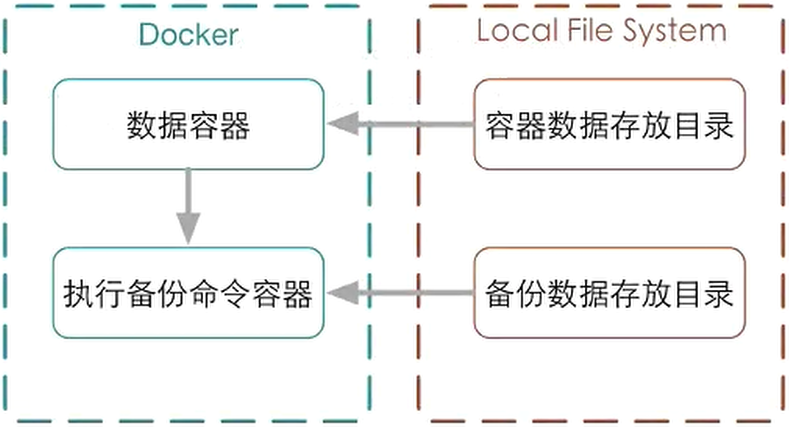 Docker
Local File System
数据容器
容器数据存放目录
执行备份命令容器
备份数据存放目录